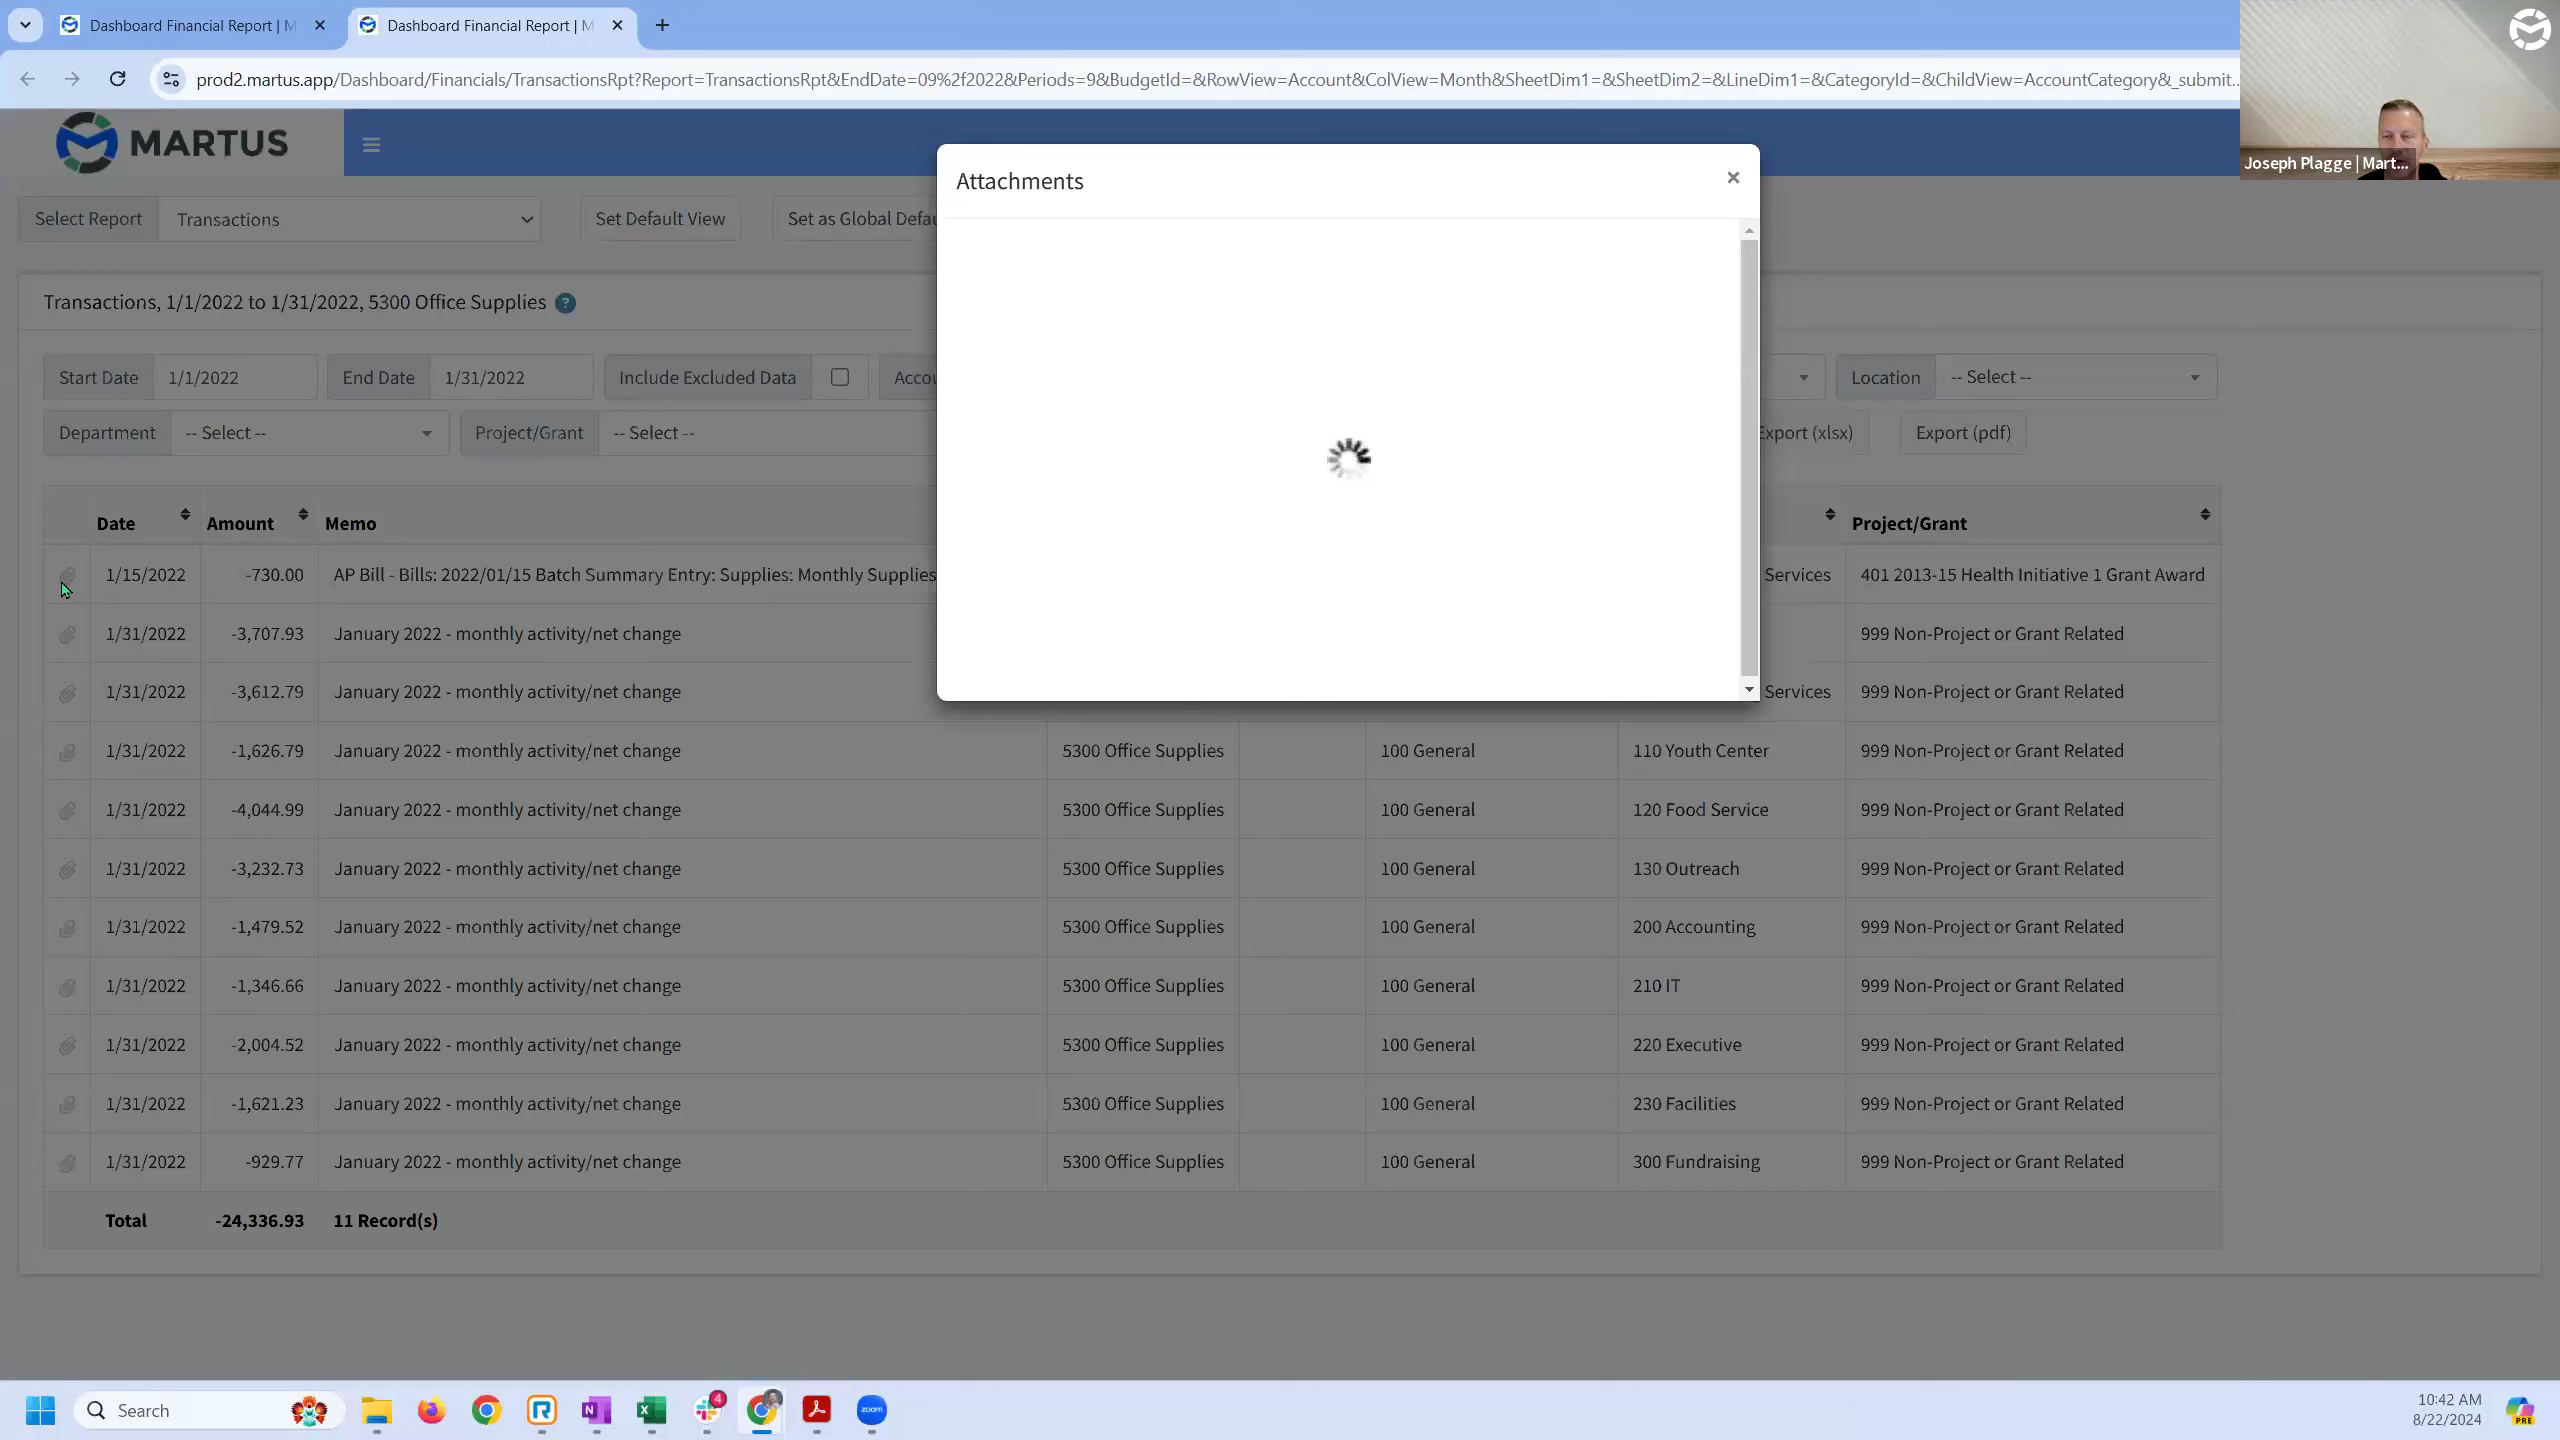 Dashboard Financial Report | M
Dashboard Financial Report | M
prod2.martus.app/Dashboard/Financials/TransactionsRpt?Report=TransactionsRpt&EndDate=09%2f2022&Periods=9&BudgetId=&RowView=Account&ColView=Month&SheetDim1=&SheetDim2=&LineDim1=&CategoryId=&ChildView=AccountCategory&_submit...
Joseph Plagge | Mart...
MARTUS
Select Report Transactions Set Default View Set as Global Defau
Attachments
Transactions, 1/1/2022 to 1/31/2022, 5300 Office Supplies ?
Start Date 1/1/2022 End Date 1/31/2022 Include Excluded Data Accou Location -- Select --
Department -- Select -- Project/Grant -- Select -- Export (xlsx) Export (pdf)
Date Amount Memo Project/Grant
1/15/2022 -730.00 AP Bill - Bills: 2022/01/15 Batch Summary Entry: Supplies: Monthly Supplies Services 401 2013-15 Health Initiative 1 Grant Award
1/31/2022 -3,707.93 January 2022 - monthly activity/net change 999 Non-Project or Grant Related
1/31/2022 -3,612.79 January 2022 - monthly activity/net change Services 999 Non-Project or Grant Related
1/31/2022 -1,626.79 January 2022 - monthly activity/net change 5300 Office Supplies 100 General 110 Youth Center 999 Non-Project or Grant Related
1/31/2022 -4,044.99 January 2022 - monthly activity/net change 5300 Office Supplies 100 General 120 Food Service 999 Non-Project or Grant Related
1/31/2022 -3,232.73 January 2022 - monthly activity/net change 5300 Office Supplies 100 General 130 Outreach 999 Non-Project or Grant Related
1/31/2022 -1,479.52 January 2022 - monthly activity/net change 5300 Office Supplies 100 General 200 Accounting 999 Non-Project or Grant Related
1/31/2022 -1,346.66 January 2022 - monthly activity/net change 5300 Office Supplies 100 General 210 IT 999 Non-Project or Grant Related
1/31/2022 -2,004.52 January 2022 - monthly activity/net change 5300 Office Supplies 100 General 220 Executive 999 Non-Project or Grant Related
1/31/2022 -1,621.23 January 2022 - monthly activity/net change 5300 Office Supplies 100 General 230 Facilities 999 Non-Project or Grant Related
1/31/2022 -929.77 January 2022 - monthly activity/net change 5300 Office Supplies 100 General 300 Fundraising 999 Non-Project or Grant Related
Total -24,336.93 11 Record(s)
Search 4 zoom
10:42 AM
8/22/2024
PRE